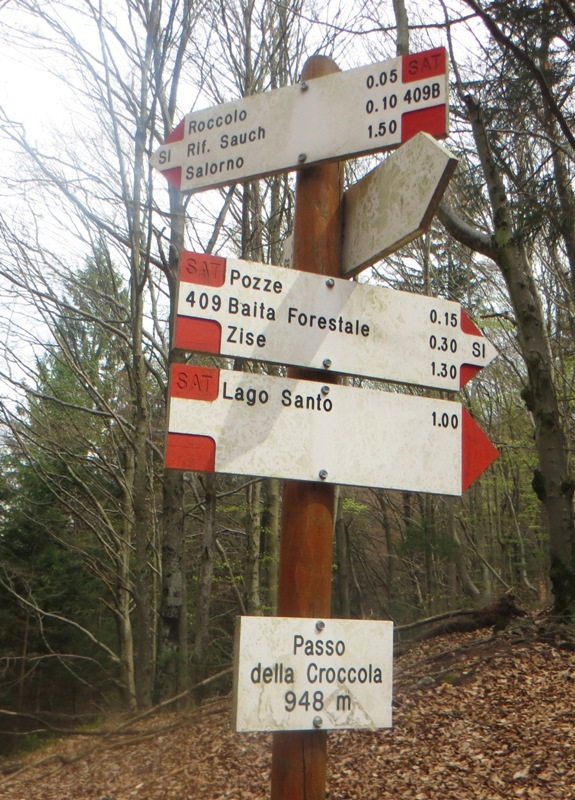 Roccolo 0.05 SAT
SI Rif. Sauch 0.10 409B
Salorno 1.50
SAT Pozze 0.15
409 Baita Forestale 0.30 SI
Zise 1.30
SAT Lago Santo 1.00
Passo
della Croccola
948 m